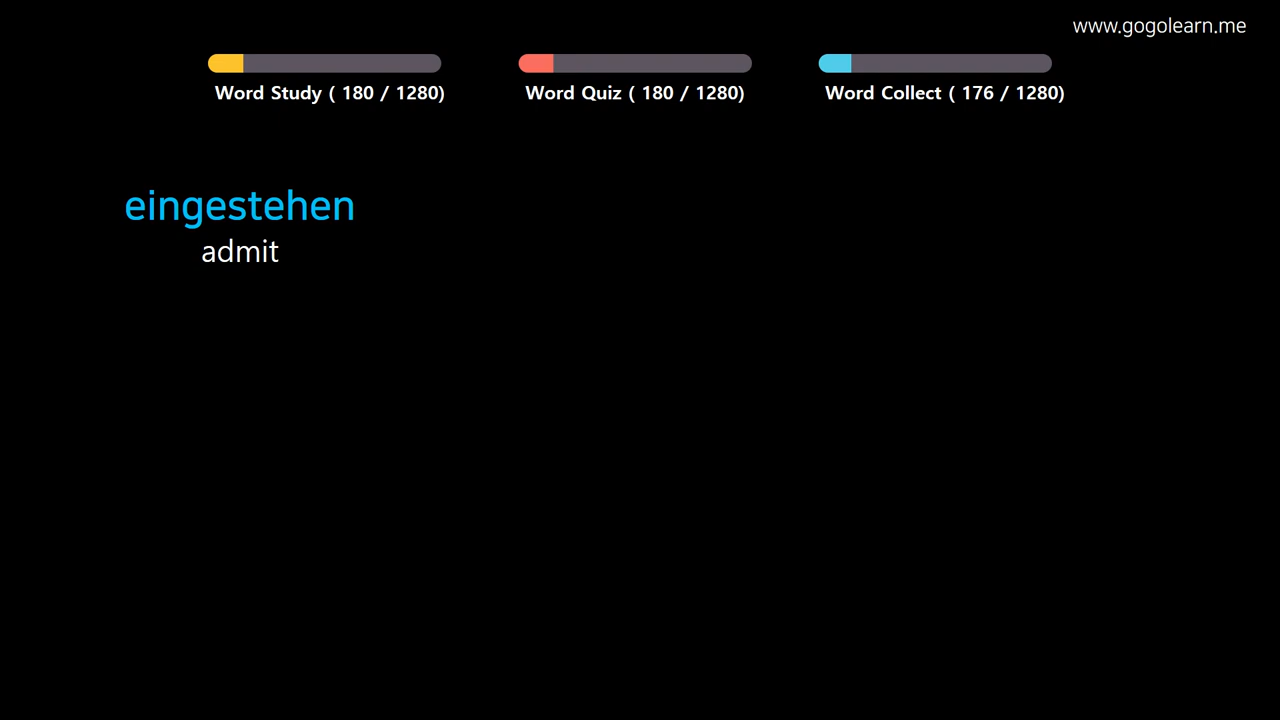 www.gogolearn.me
Word Study ( 180 / 1280)
Word Quiz ( 180 / 1280)
Word Collect ( 176 / 1280)
eingestehen
admit